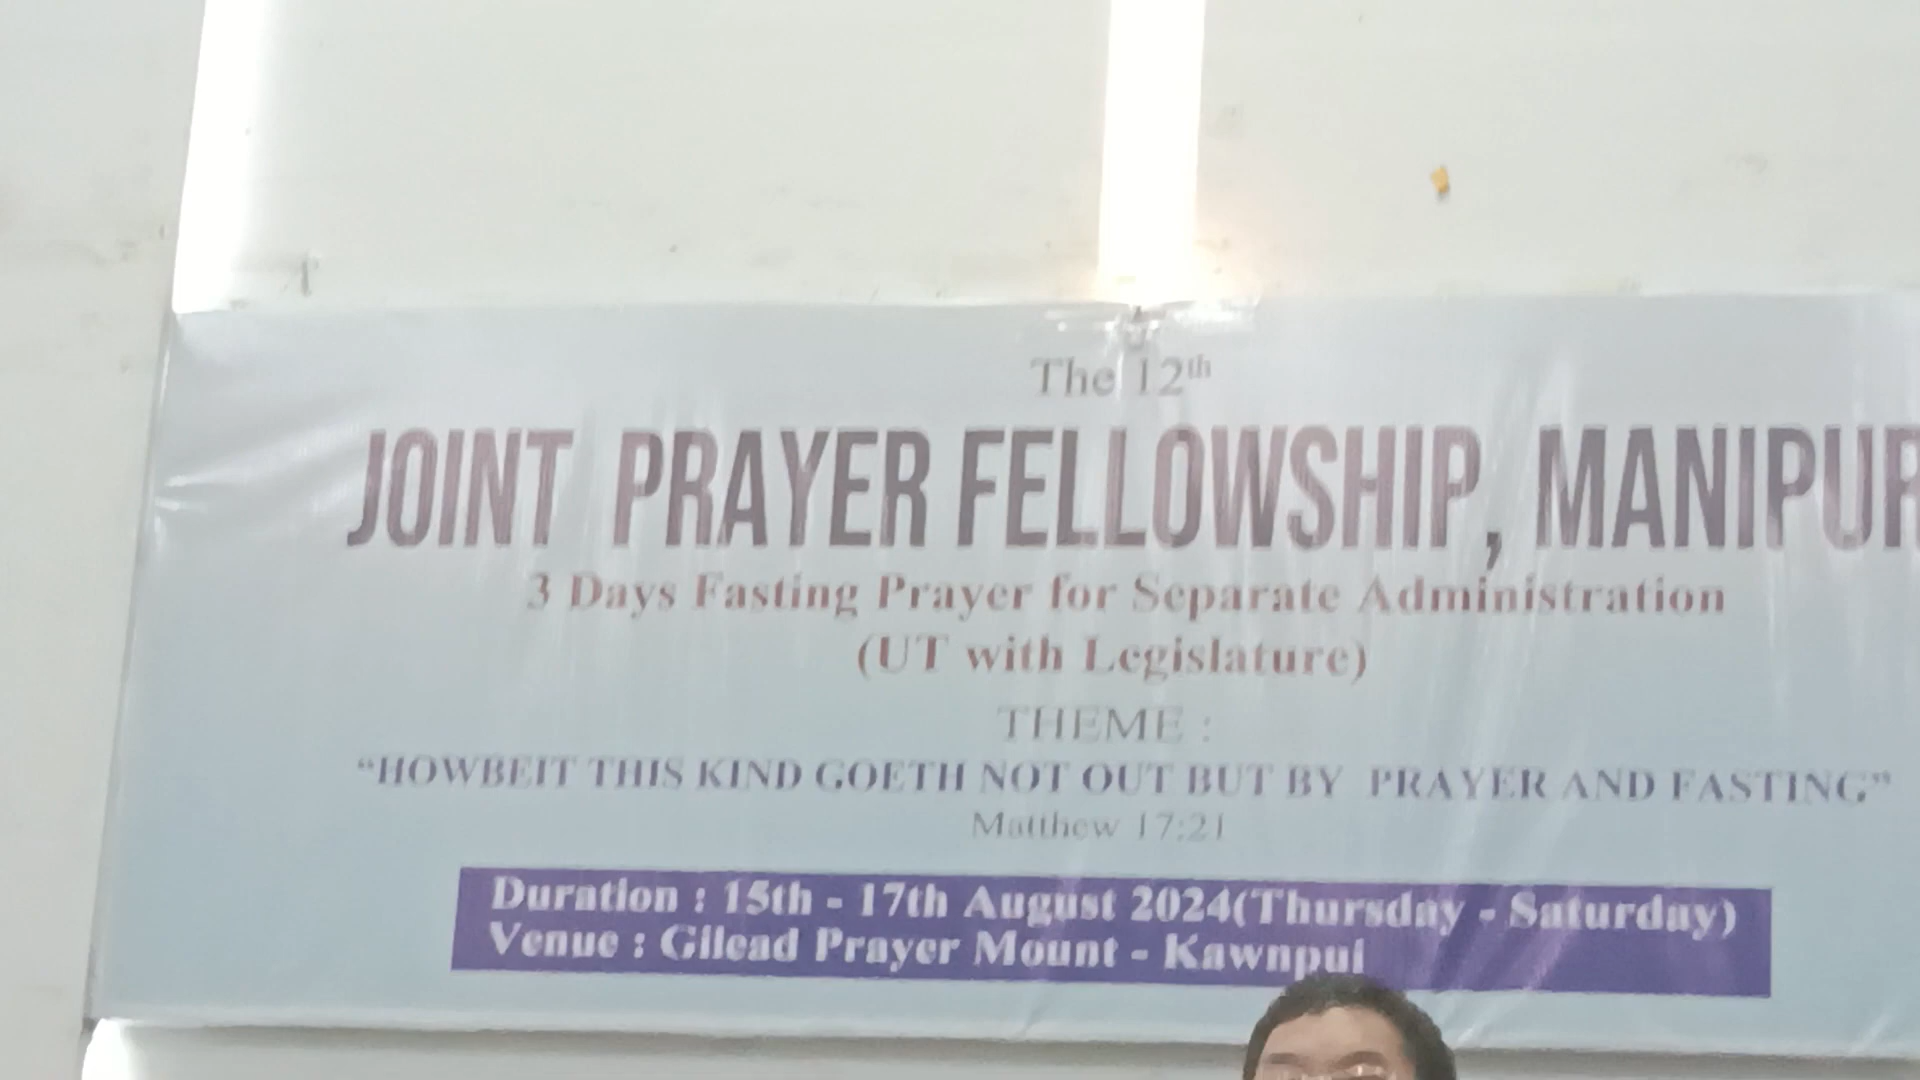 The 12th
JOINT PRAYER FELLOWSHIP, MANIPUR
3 Days Fasting Prayer for Separate Administration
(UT with Legislature)
THEME :
“HOWBEIT THIS KIND GOETH NOT OUT BUT BY PRAYER AND FASTING”
Matthew 17:21
Duration : 15th - 17th August 2024(Thursday - Saturday)
Venue : Gilead Prayer Mount - Kawnpui